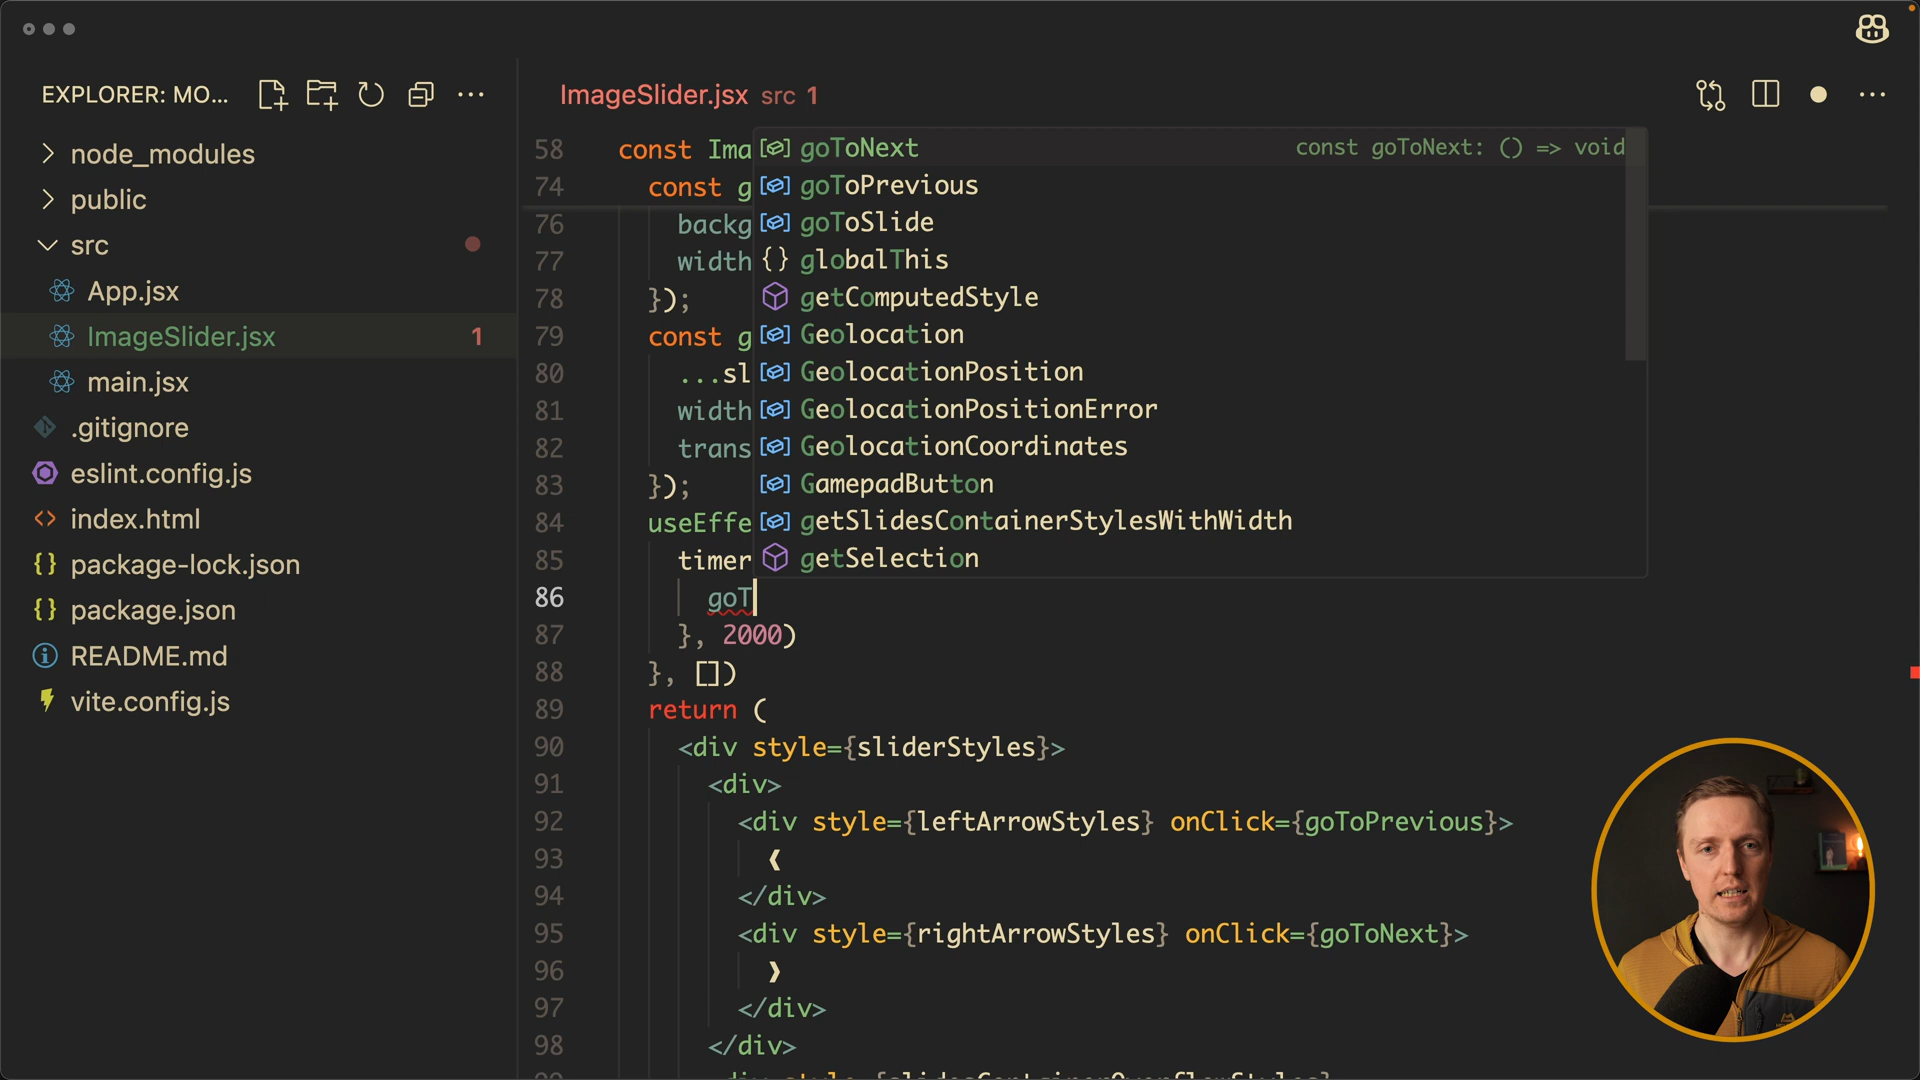 EXPLORER: MO...
node_modules
public
src
App.jsx
ImageSlider.jsx 1
main.jsx
.gitignore
eslint.config.js
index.html
package-lock.json
package.json
README.md
vite.config.js
ImageSlider.jsx src 1
58 const Ima
74 const g
76 backg
77 width
78 });
79 const g
80 ...sl
81 width
82 trans
83 });
84 useEffe
85 timer
86 goT
87 }, 2000)
88 }, [])
89 return (
90 <div style={sliderStyles}>
91 <div>
92 <div style={leftArrowStyles} onClick={goToPrevious}>
93 ❰
94 </div>
95 <div style={rightArrowStyles} onClick={goToNext}>
96 ❱
97 </div>
98 </div>
goToNext const goToNext: () => void
goToPrevious
goToSlide
globalThis
getComputedStyle
Geolocation
GeolocationPosition
GeolocationPositionError
GeolocationCoordinates
GamepadButton
getSlidesContainerStylesWithWidth
getSelection